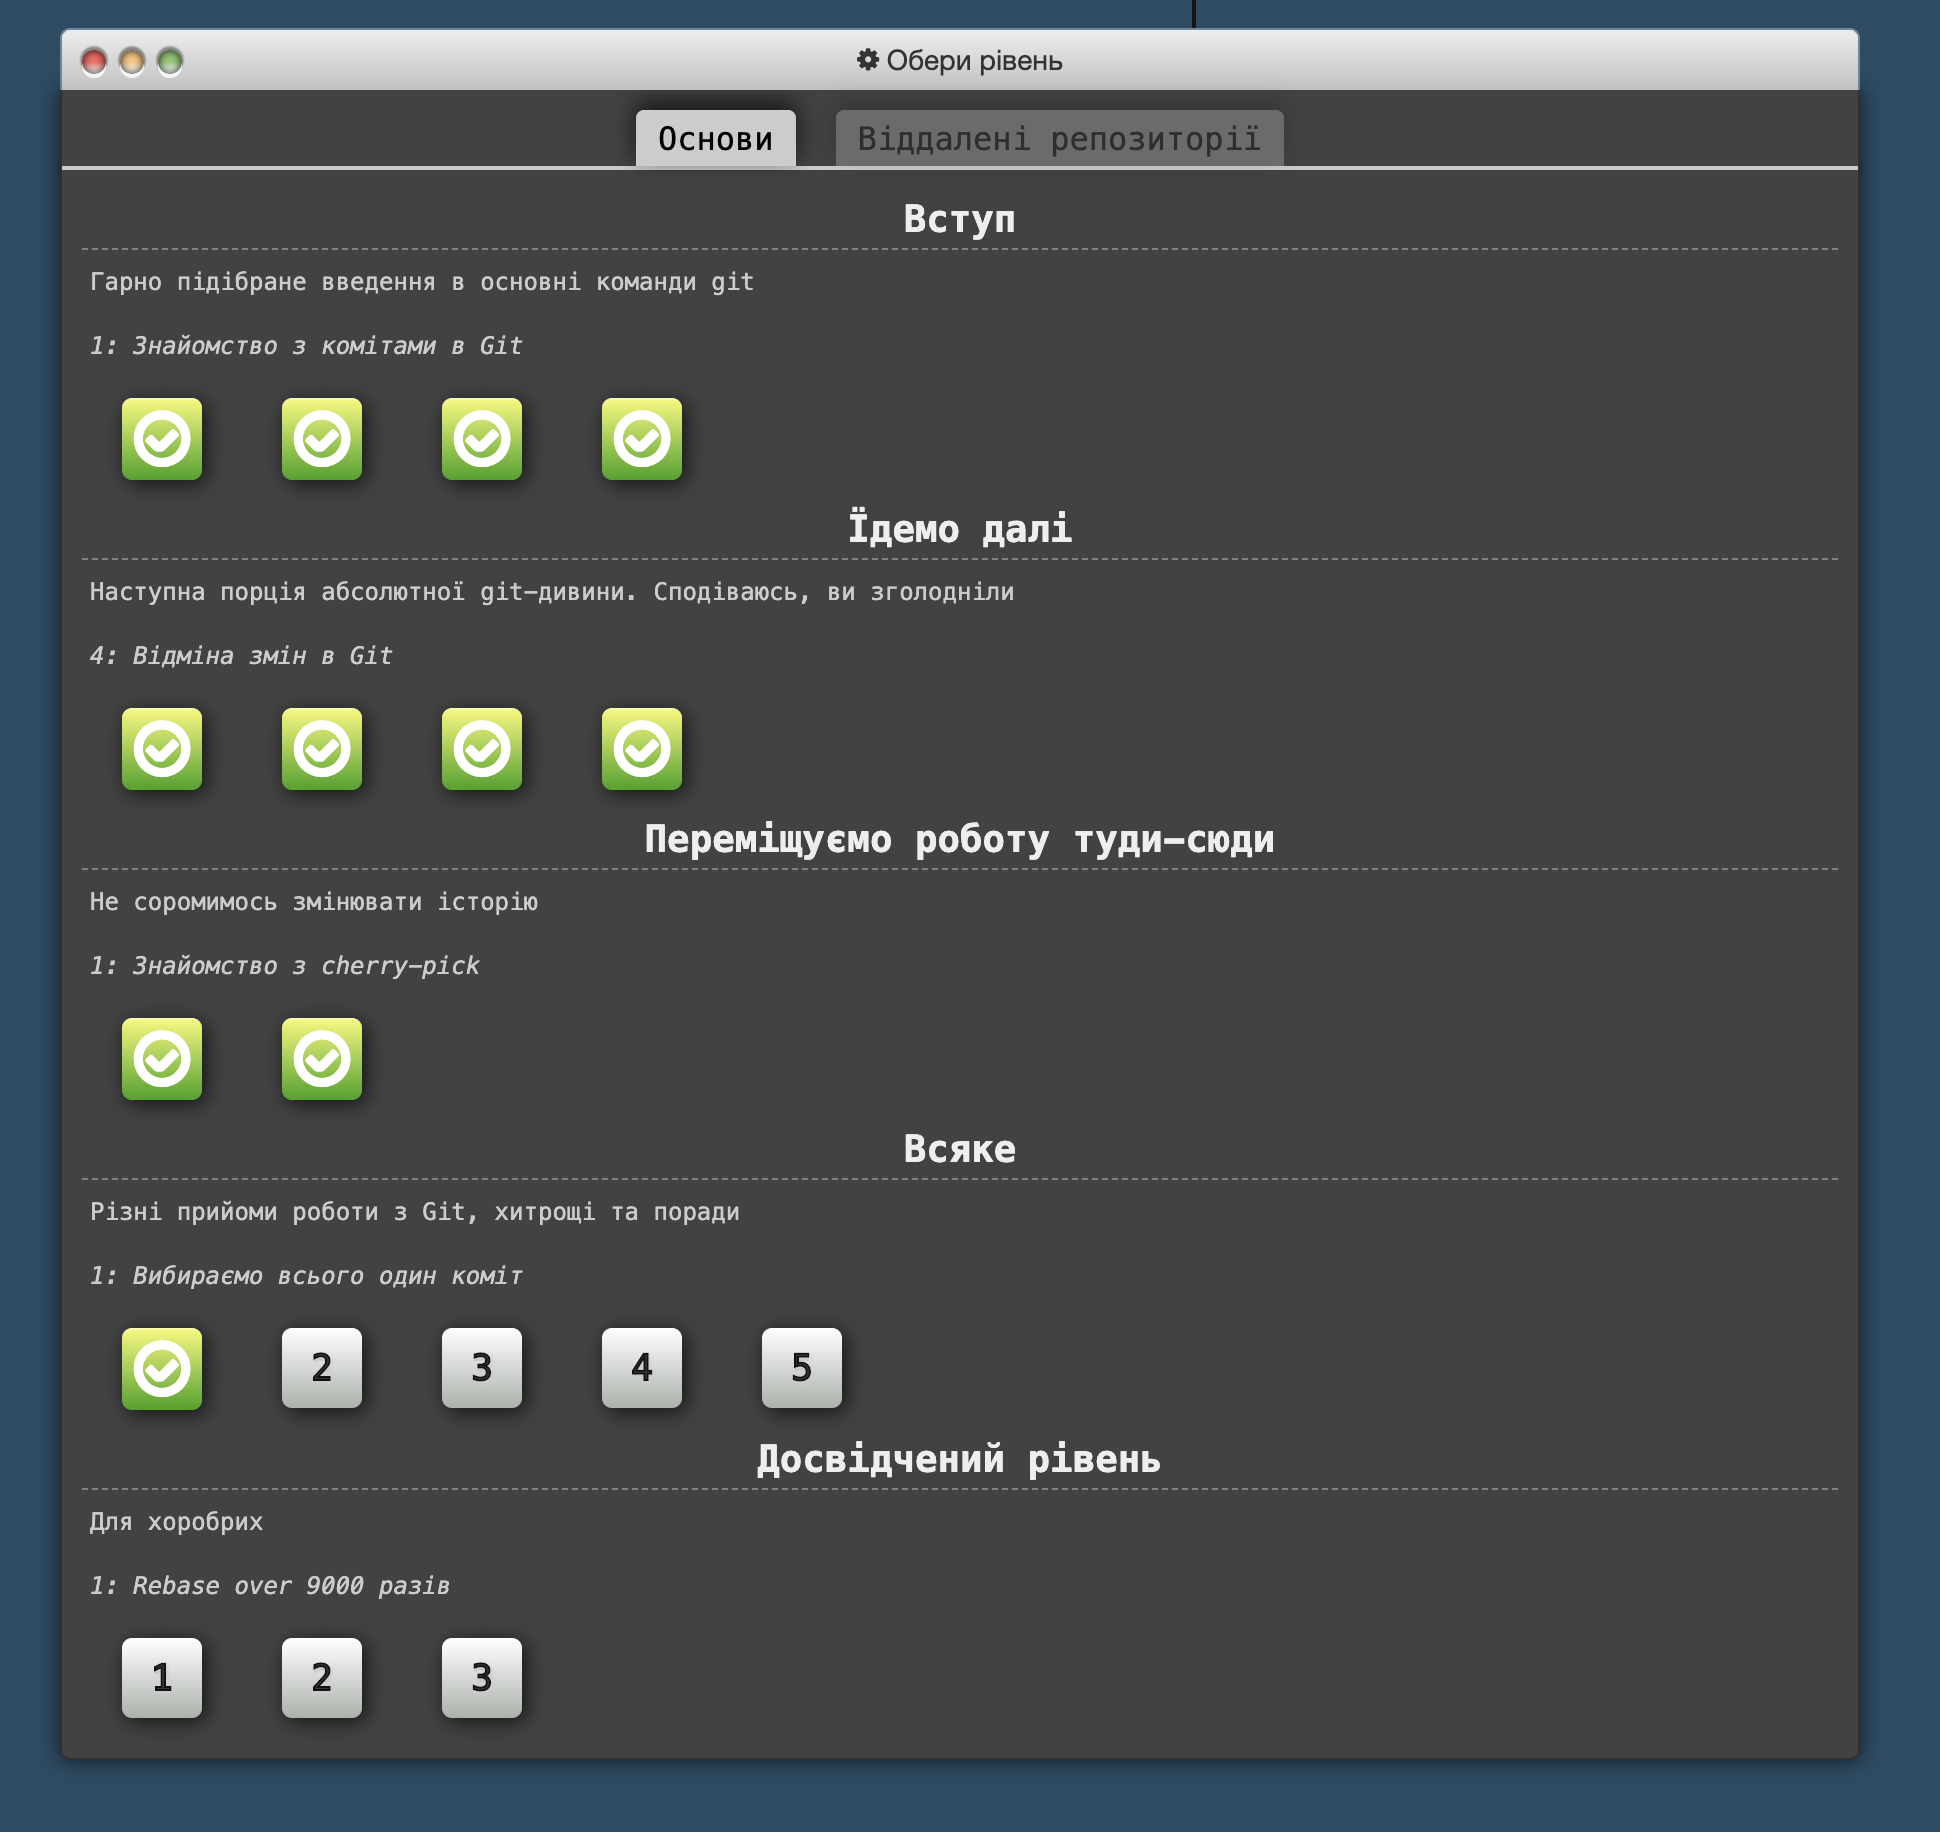 Обери рівень
Основи
Віддалені репозиторії
Вступ
Гарно підібране введення в основні команди git
1: Знайомство з комітами в Git
Їдемо далі
Наступна порція абсолютної git-дивини. Сподіваюсь, ви зголодніли
4: Відміна змін в Git
Переміщуємо роботу туди-сюди
Не соромимось змінювати історію
1: Знайомство з cherry-pick
Всяке
Різні прийоми роботи з Git, хитрощі та поради
1: Вибираємо всього один коміт
2 3 4 5
Досвідчений рівень
Для хоробрих
1: Rebase over 9000 разів
1 2 3